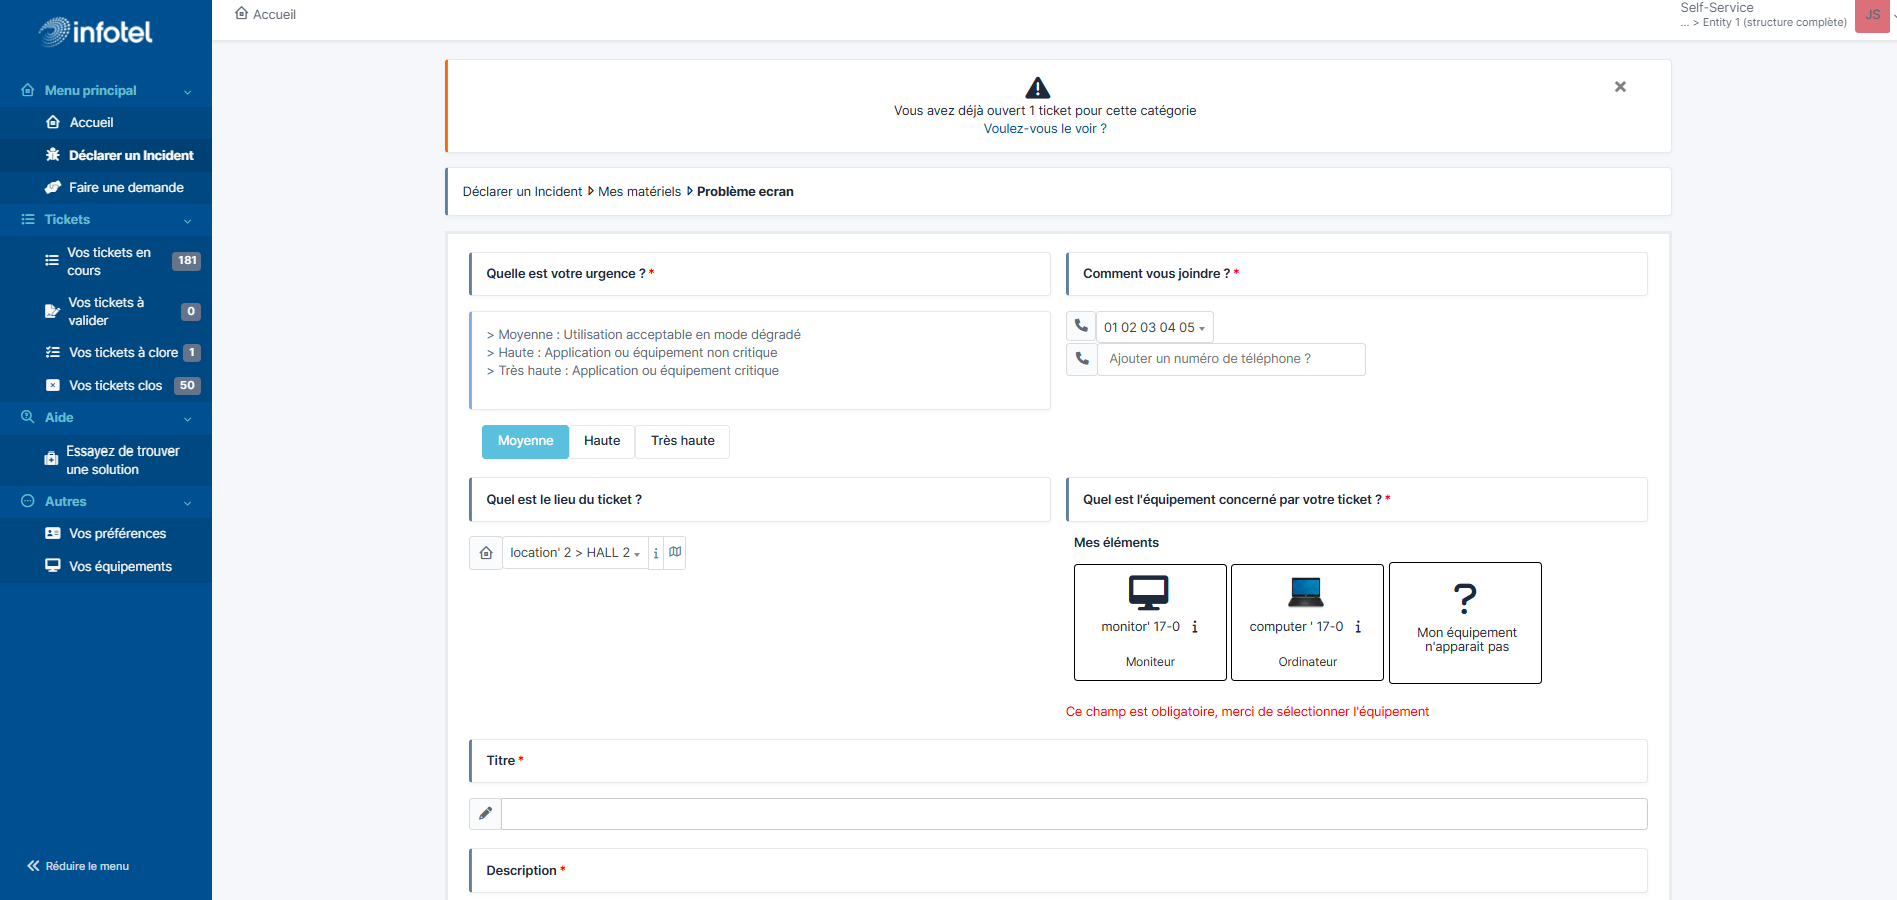 infotel
Menu principal
Accueil
Déclarer un Incident
Faire une demande
Tickets
Vos tickets en
cours
181
Vos tickets à
valider
0
Vos tickets à clore
1
Vos tickets clos
50
Aide
Essayez de trouver
une solution
Autres
Vos préférences
Vos équipements
Réduire le menu
Accueil
Self-Service
... > Entity 1 (structure complète)
JS
Vous avez déjà ouvert 1 ticket pour cette catégorie
Voulez-vous le voir ?
Déclarer un Incident Mes matériels Problème ecran
Quelle est votre urgence ? *
> Moyenne : Utilisation acceptable en mode dégradé
> Haute : Application ou équipement non critique
> Très haute : Application ou équipement critique
Moyenne Haute Très haute
Comment vous joindre ? *
01 02 03 04 05
Ajouter un numéro de téléphone ?
Quel est le lieu du ticket ?
location' 2 > HALL 2
Quel est l'équipement concerné par votre ticket ? *
Mes éléments
monitor' 17-0
Moniteur
computer ' 17-0
Ordinateur
Mon équipement
n'apparait pas
Ce champ est obligatoire, merci de sélectionner l'équipement
Titre *
Description *